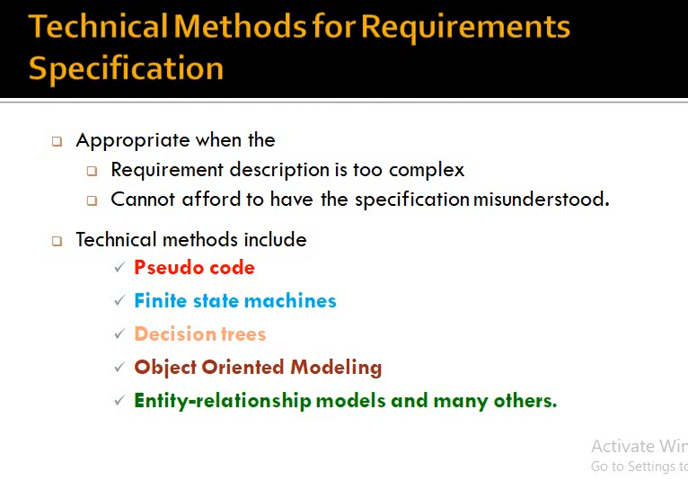 Technical Methods for Requirements
Specification
Appropriate when the
Requirement description is too complex
Cannot afford to have the specification misunderstood.
Technical methods include
Pseudo code
Finite state machines
Decision trees
Object Oriented Modeling
Entity-relationship models and many others.
Activate Win
Go to Settings to